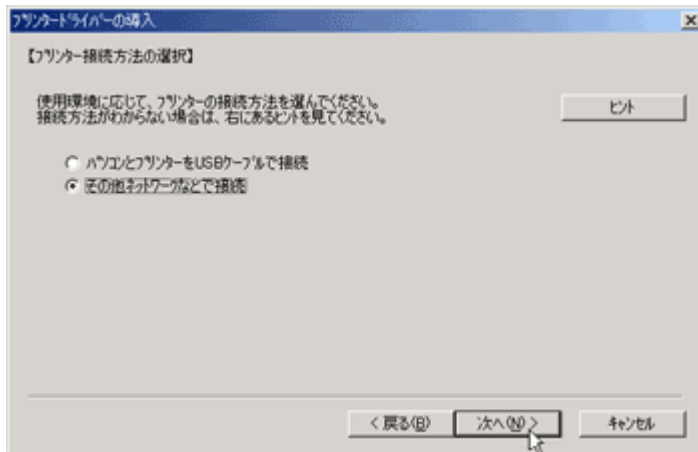 プリンタードライバーの導入
【プリンター接続方法の選択】
使用環境に応じて、プリンターの接続方法を選んでください。
接続方法がわからない場合は、右にあるヒントを見てください。
ヒント
パソコンとプリンターをUSBケーブルで接続
その他ネットワークなどで接続
< 戻る(B)
次へ(N) >
キャンセル